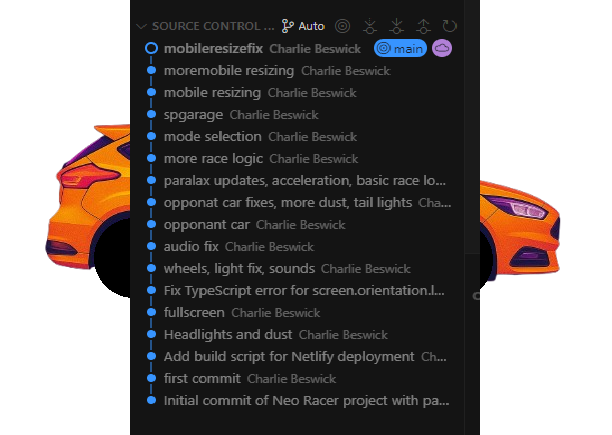 SOURCE CONTROL ... Auto
mobileresizefix Charlie Beswick main
moremobile resizing Charlie Beswick
mobile resizing Charlie Beswick
spgarage Charlie Beswick
mode selection Charlie Beswick
more race logic Charlie Beswick
paralax updates, acceleration, basic race lo...
opponat car fixes, more dust, tail lights Cha...
opponant car Charlie Beswick
audio fix Charlie Beswick
wheels, light fix, sounds Charlie Beswick
Fix TypeScript error for screen.orientation.l...
fullscreen Charlie Beswick
Headlights and dust Charlie Beswick
Add build script for Netlify deployment Ch...
first commit Charlie Beswick
Initial commit of Neo Racer project with pa...